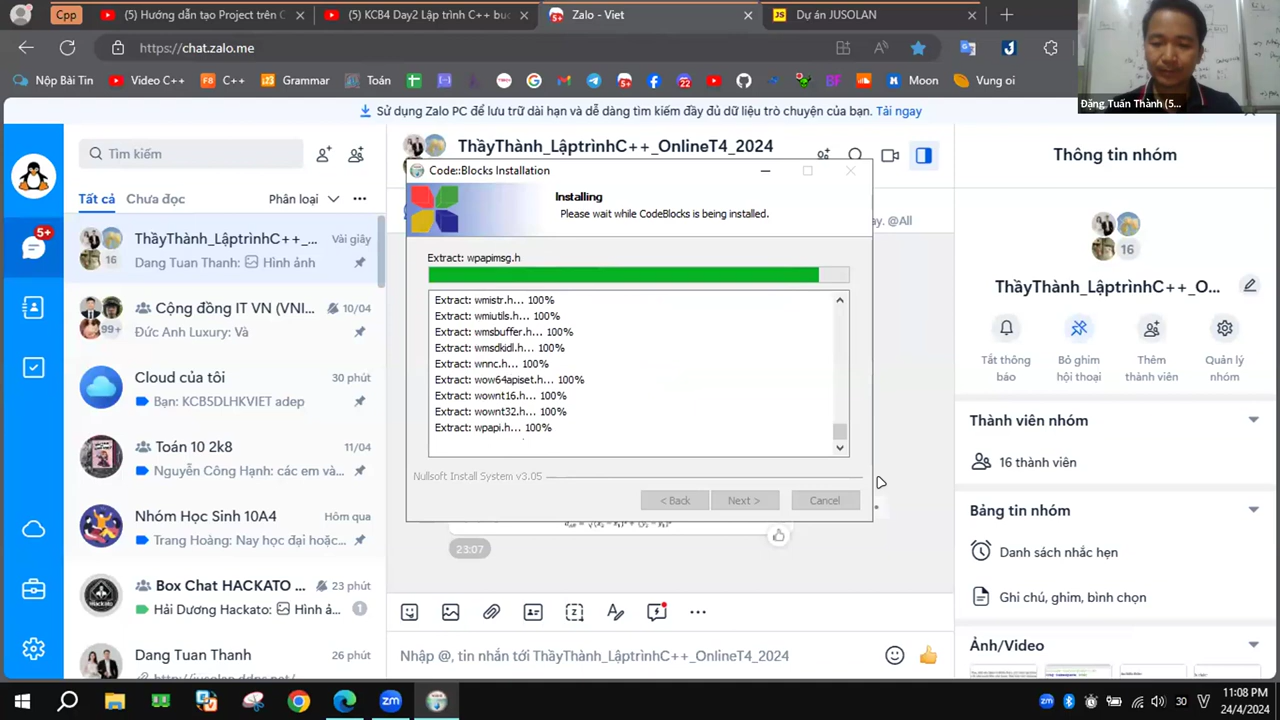 Cpp
(5) Hướng dẫn tạo Project trên C
(5) KCB4 Day2 Lập trình C++ buổ
Zalo - Viet
JS
Dự án JUSOLAN
https://chat.zalo.me
Nộp Bài Tin
Video C++
F8
C++
Grammar
Toán
Moon
Vung oi
Đặng Tuấn Thành (5...
Sử dụng Zalo PC để lưu trữ dài hạn và dễ dàng tìm kiếm đầy đủ dữ liệu trò chuyện của bạn. Tải ngay
Tìm kiếm
Tất cả
Chưa đọc
Phân loại
5+
ThầyThành_LậptrìnhC++_...
Vài giây
16
Dang Tuan Thanh:
Hình ảnh
Cộng đồng IT VN (VNI...
10/04
99+
Đức Anh Luxury: Và
Cloud của tôi
30 phút
Bạn: KCB5DLHKVIET adep
Toán 10 2k8
11/04
Nguyễn Công Hạnh: các em và...
Nhóm Học Sinh 10A4
Hôm qua
Trang Hoàng: Nay học đại hoặc...
Box Chat HACKATO ...
23 phút
Hải Dương Hackato:
Hình ả...
1
Dang Tuan Thanh
26 phút
ThầyThành_LậptrìnhC++_OnlineT4_2024
@All
Code::Blocks Installation
Installing
Please wait while CodeBlocks is being installed.
Extract: wpapimsg.h
Extract: wmistr.h... 100%
Extract: wmiutils.h... 100%
Extract: wmsbuffer.h... 100%
Extract: wmsdkidl.h... 100%
Extract: wnnc.h... 100%
Extract: wow64apiset.h... 100%
Extract: wownt16.h... 100%
Extract: wownt32.h... 100%
Extract: wpapi.h... 100%
Nullsoft Install System v3.05
< Back
Next >
Cancel
23:07
Nhập @, tin nhắn tới ThầyThành_LậptrìnhC++_OnlineT4_2024
Thông tin nhóm
16
ThầyThành_LậptrìnhC++_O...
Tắt thông báo
Bỏ ghim hội thoại
Thêm thành viên
Quản lý nhóm
Thành viên nhóm
16 thành viên
Bảng tin nhóm
Danh sách nhắc hẹn
Ghi chú, ghim, bình chọn
Ảnh/Video
zm
30
V
11:08 PM
24/4/2024